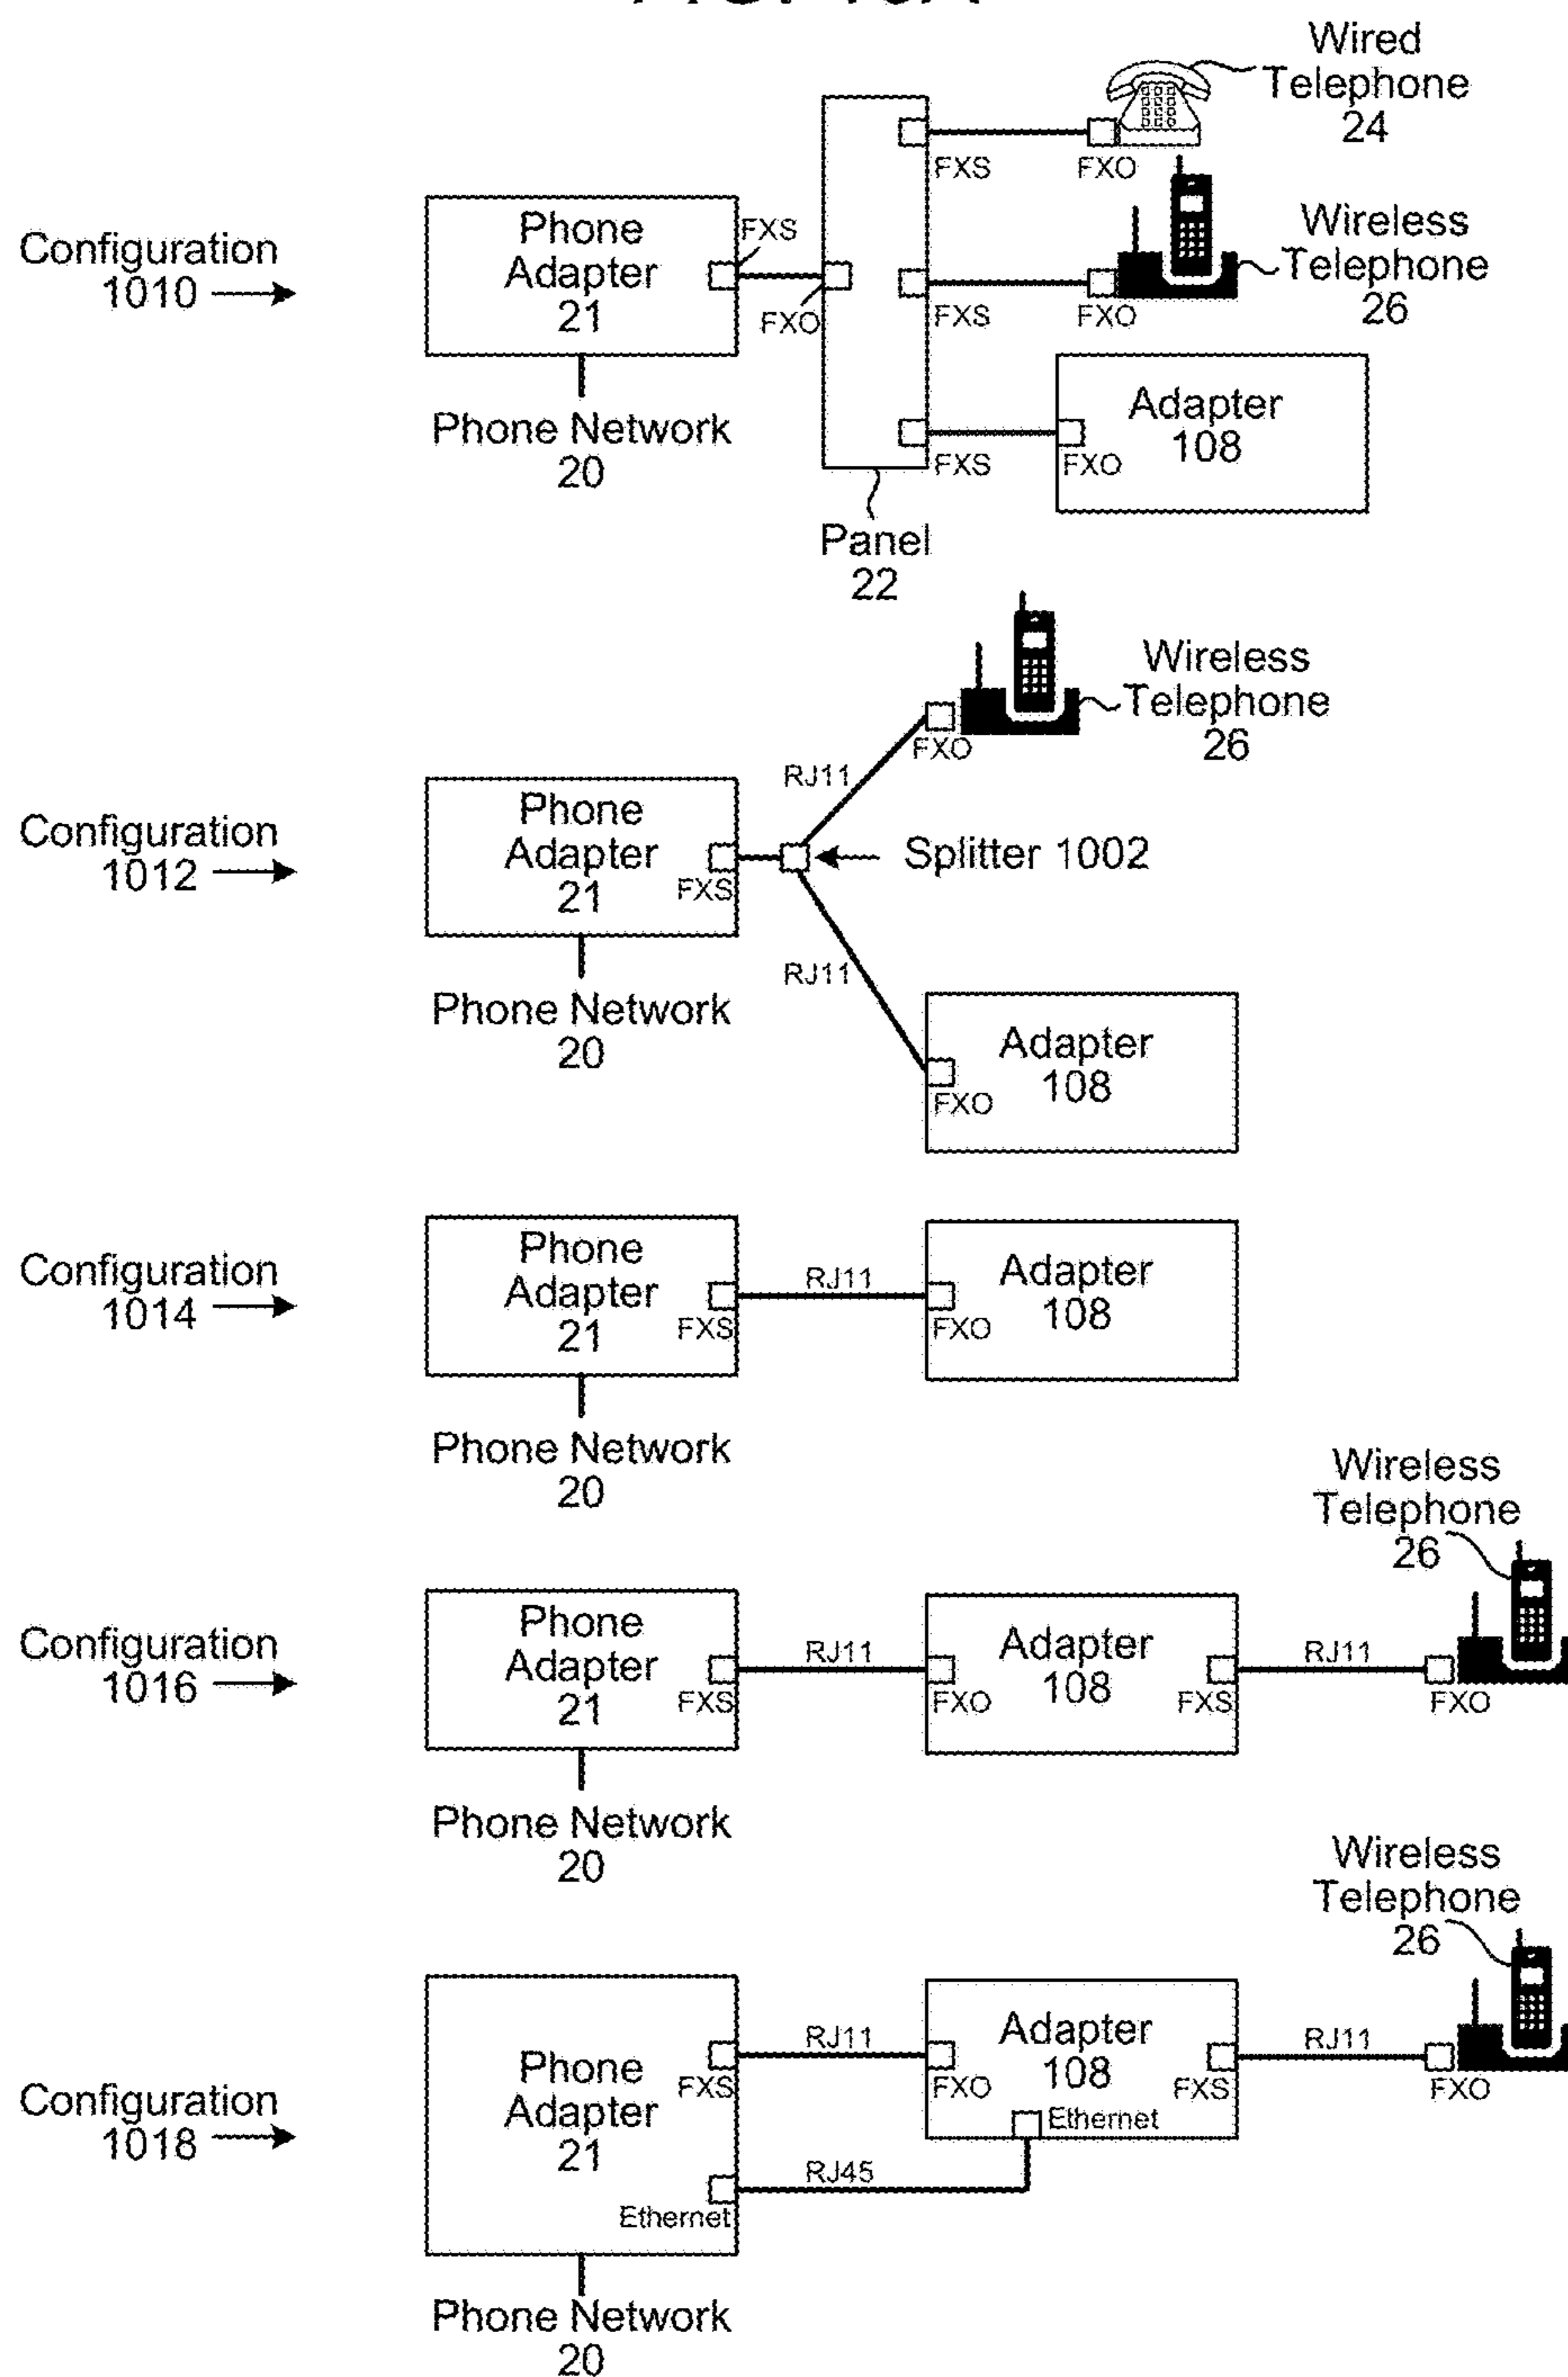 Wired
Telephone
24
FXS
FXO
Configuration
1010
Phone
Adapter
21
FXS
FXO
Wireless
Telephone
26
FXS
FXO
Phone Network
20
Adapter
108
FXS
FXO
Panel
22
Wireless
Telephone
26
FXO
RJ11
Configuration
1012
Phone
Adapter
21
FXS
Splitter 1002
RJ11
Phone Network
20
Adapter
108
FXO
Configuration
1014
Phone
Adapter
21
FXS
RJ11
Adapter
108
FXO
Phone Network
20
Wireless
Telephone
26
Configuration
1016
Phone
Adapter
21
FXS
RJ11
Adapter
108
FXO
FXS
RJ11
FXO
Phone Network
20
Wireless
Telephone
26
Configuration
1018
Phone
Adapter
21
FXS
Ethernet
RJ11
Adapter
108
FXO
FXS
Ethernet
RJ45
RJ11
FXO
Phone Network
20